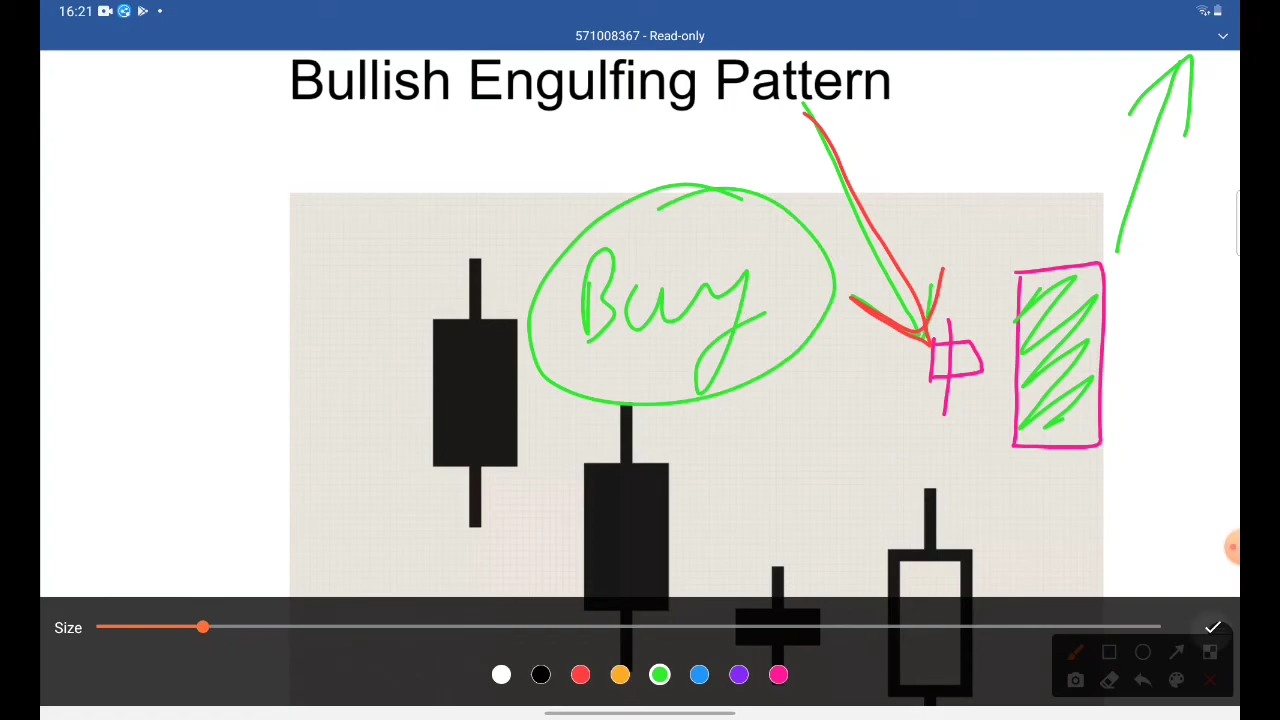 16:21
571008367 - Read-only
Bullish Engulfing Pattern
Buy
Size